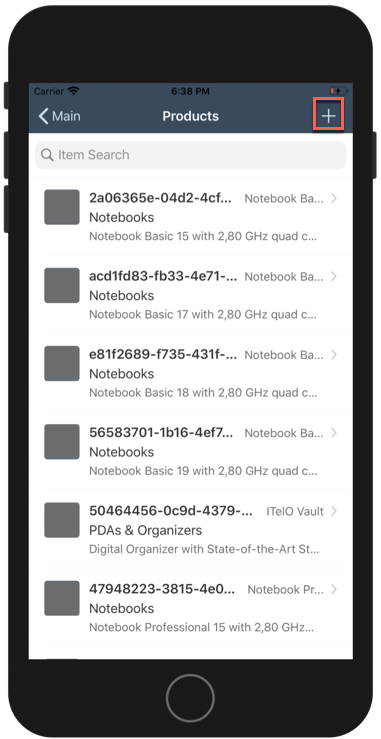 Carrier 6:38 PM
Main Products +
Item Search
2a06365e-04d2-4cf... Notebook Ba...
Notebooks
Notebook Basic 15 with 2,80 GHz quad c...
acd1fd83-fb33-4e71-... Notebook Ba...
Notebooks
Notebook Basic 17 with 2,80 GHz quad c...
e81f2689-f735-431f-... Notebook Ba...
Notebooks
Notebook Basic 18 with 2,80 GHz quad c...
56583701-1b16-4ef7... Notebook Ba...
Notebooks
Notebook Basic 19 with 2,80 GHz quad c...
50464456-0c9d-4379-... ITelO Vault
PDAs & Organizers
Digital Organizer with State-of-the-Art St...
47948223-3815-4e0... Notebook Pr...
Notebooks
Notebook Professional 15 with 2,80 GHz...